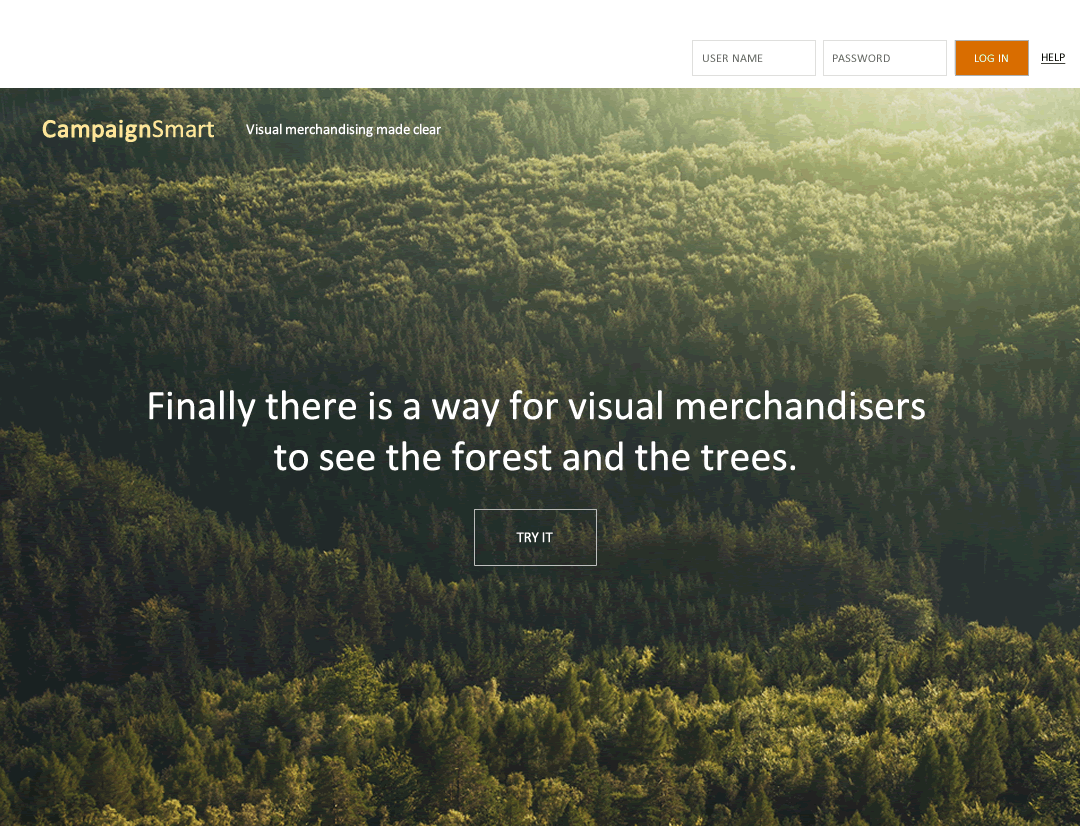 USER NAME
PASSWORD
LOG IN
HELP
CampaignSmart
Visual merchandising made clear
Finally there is a way for visual merchandisers
to see the forest and the trees.
TRY IT